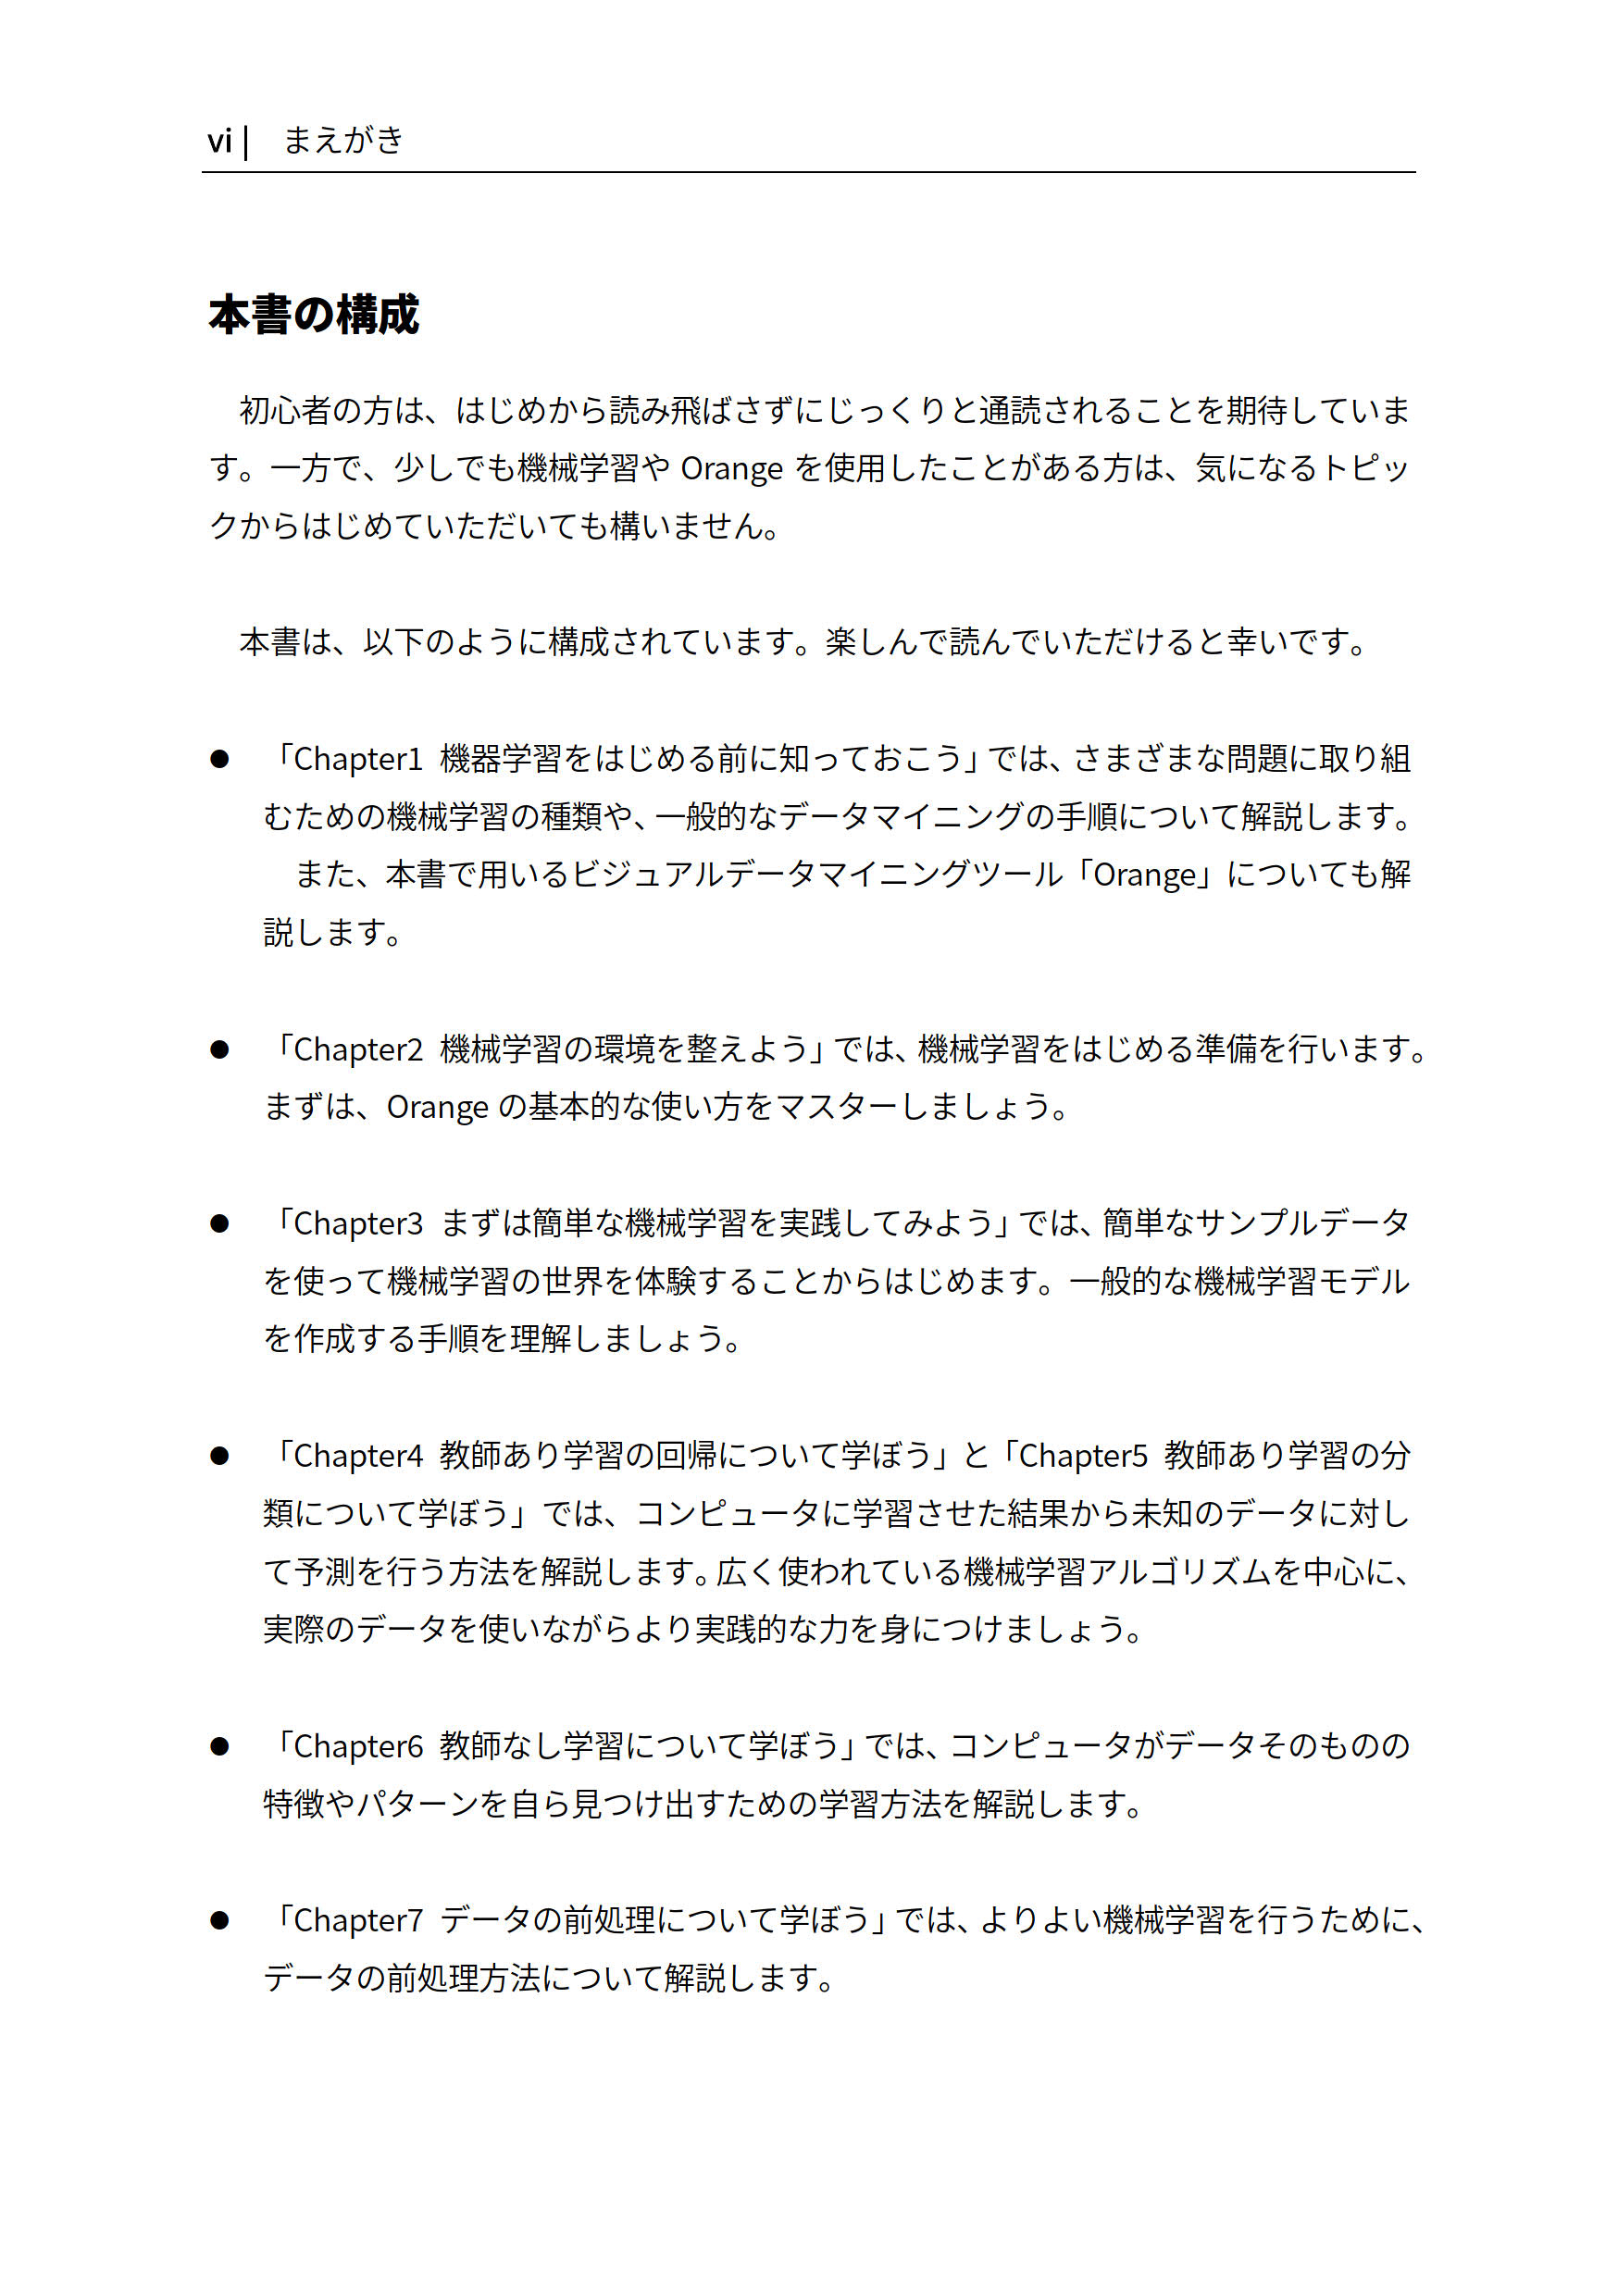 vi | まえがき
本書の構成
初心者の方は、はじめから読み飛ばさずにじっくりと通読されることを期待していま
す。一方で、少しでも機械学習や Orange を使用したことがある方は、気になるトピッ
クからはじめていただいても構いません。
本書は、以下のように構成されています。楽しんで読んでいただけると幸いです。
● 「Chapter1 機器学習をはじめる前に知っておこう」では、さまざまな問題に取り組
むための機械学習の種類や、一般的なデータマイニングの手順について解説します。
また、本書で用いるビジュアルデータマイニングツール「Orange」についても解
説します。
● 「Chapter2 機械学習の環境を整えよう」では、機械学習をはじめる準備を行います。
まずは、Orange の基本的な使い方をマスターしましょう。
● 「Chapter3 まずは簡単な機械学習を実践してみよう」では、簡単なサンプルデータ
を使って機械学習の世界を体験することからはじめます。一般的な機械学習モデル
を作成する手順を理解しましょう。
● 「Chapter4 教師あり学習の回帰について学ぼう」と「Chapter5 教師あり学習の分
類について学ぼう」では、コンピュータに学習させた結果から未知のデータに対し
て予測を行う方法を解説します。広く使われている機械学習アルゴリズムを中心に、
実際のデータを使いながらより実践的な力を身につけましょう。
● 「Chapter6 教師なし学習について学ぼう」では、コンピュータがデータそのものの
特徴やパターンを自ら見つけ出すための学習方法を解説します。
● 「Chapter7 データの前処理について学ぼう」では、よりよい機械学習を行うために、
データの前処理方法について解説します。